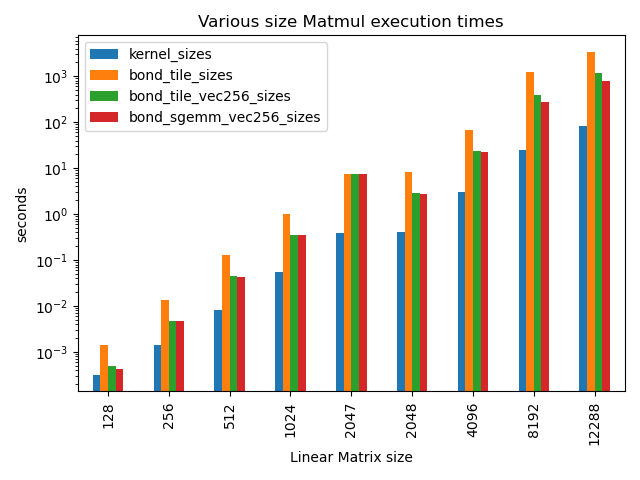 Various size Matmul execution times
kernel_sizes
bond_tile_sizes
bond_tile_vec256_sizes
bond_sgemm_vec256_sizes
seconds
10³
10²
10¹
10⁰
10⁻¹
10⁻²
10⁻³
128
256
512
1024
2047
2048
4096
8192
12288
Linear Matrix size